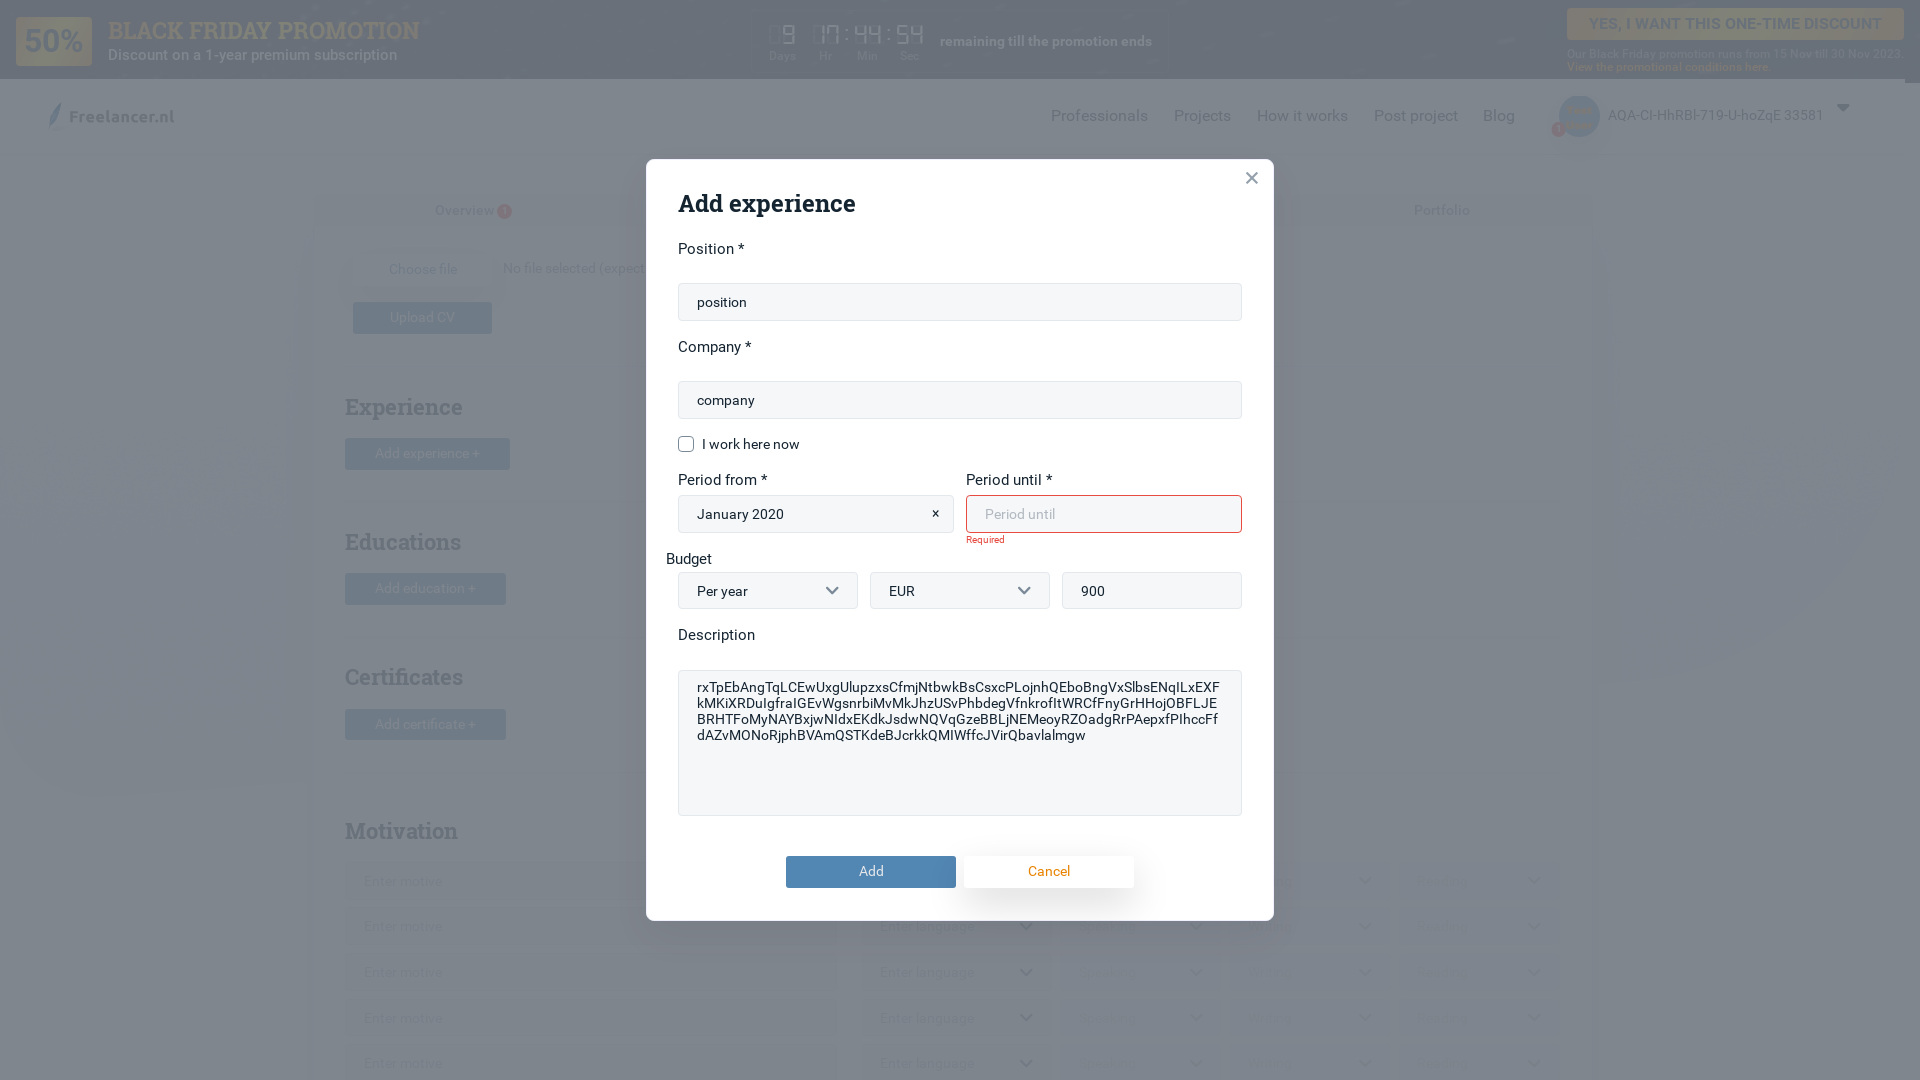 50%
BLACK FRIDAY PROMOTION
Discount on a 1-year premium subscription
9 17:44:54
Days Hr Min Sec
remaining till the promotion ends
YES, I WANT THIS ONE-TIME DISCOUNT
Our Black Friday promotion runs from 15 Nov till 30 Nov 2023.
View the promotional conditions here
Freelancer.nl
Professionals
Projects
How it works
Post project
Blog
1
AQA-CI-HhRBl-719-U-hoZqE 33581
Overview
Portfolio
Choose file
No file selected (expect
Upload CV
Experience
Add experience +
Educations
Add education +
Certificates
Add certificate +
Motivation
Enter motive
Enter motive
Enter language
Enter motive
Enter language
Enter motive
Enter language
Enter motive
Enter language
Add experience
Position *
position
Company *
company
I work here now
Period from *
Period until *
January 2020 ×
Period until
Required
Budget
Per year
EUR
900
Description
rxTpEbAngTqLCEwUxgUlupzxsCfmjNtbwkBsCsxcPLojnhQEboBngVxSlbsENqILxEXF
kMKiXRDuIgfraIGEvWgsnrbiMvMkJhzUSvPhbdegVfnkrofItWRCfFnyGrHHojOBFLJE
BRHTFoMyNAYBxjwNIdxEKdkJsdwNQVqGzeBBLjNEMeoyRZOadgRrPAepxfPIhccFf
dAZvMONoRjphBVAmQSTKdeBJcrkkQMIWffcJVirQbavlalmgw
Add
Cancel